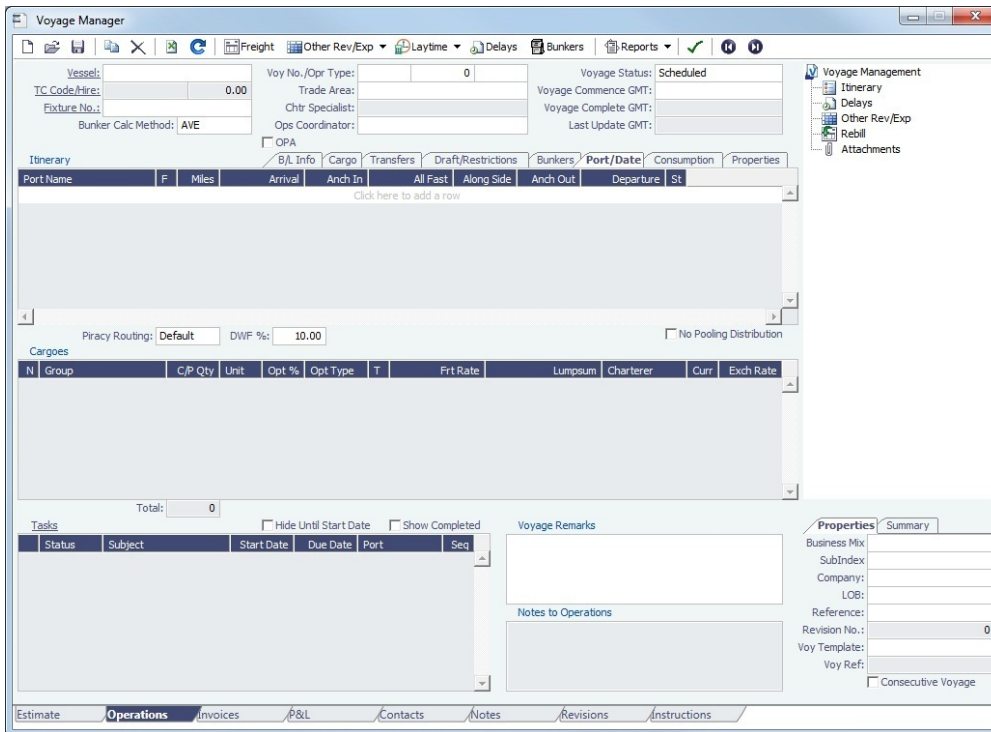 Voyage Manager
Freight Other Rev/Exp Laytime Delays Bunkers Reports
Vessel: Voy No./Opr Type: 0 Voyage Status: Scheduled
TC Code/Hire: 0.00 Trade Area: Voyage Commence GMT:
Fixture No.: Chtr Specialist: Voyage Complete GMT:
Bunker Calc Method: AVE Ops Coordinator: Last Update GMT:
OPA
Voyage Management
Itinerary
Delays
Other Rev/Exp
Rebill
Attachments
Itinerary B/L Info Cargo Transfers Draft/Restrictions Bunkers Port/Date Consumption Properties
Port Name F Miles Arrival Anch In All Fast Along Side Anch Out Departure St
Click here to add a row
Piracy Routing: Default DWF %: 10.00 No Pooling Distribution
Cargoes
N Group C/P Qty Unit Opt % Opt Type T Frt Rate Lumpsum Charterer Curr Exch Rate
Total: 0
Tasks Hide Until Start Date Show Completed
Status Subject Start Date Due Date Port Seq
Voyage Remarks
Notes to Operations
Properties Summary
Business Mix
SubIndex
Company:
LOB:
Reference:
Revision No.: 0
Voy Template:
Voy Ref:
Consecutive Voyage
Estimate Operations Invoices P&L Contacts Notes Revisions Instructions